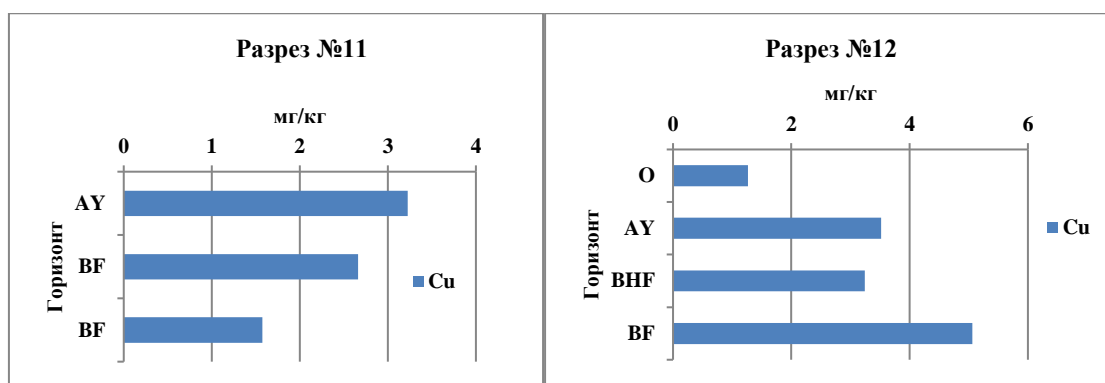 Разрез №11
мг/кг
0 1 2 3 4
AY
BF
BF
Горизонт
Cu
Разрез №12
мг/кг
0 2 4 6
O
AY
BHF
BF
Горизонт
Cu